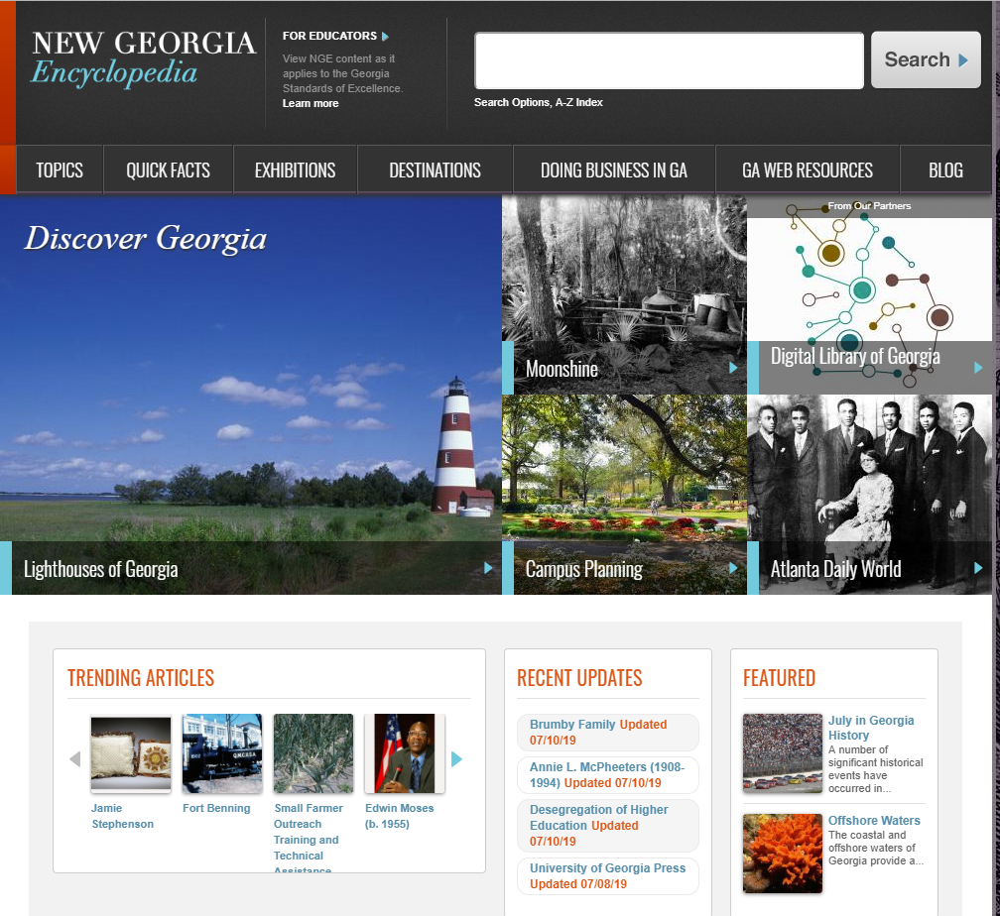 NEW GEORGIA
Encyclopedia
FOR EDUCATORS
View NGE content as it
applies to the Georgia
Standards of Excellence.
Learn more
Search
Search Options, A-Z Index
TOPICS
QUICK FACTS
EXHIBITIONS
DESTINATIONS
DOING BUSINESS IN GA
GA WEB RESOURCES
BLOG
Discover Georgia
Lighthouses of Georgia
Moonshine
From Our Partners
Digital Library of Georgia
Campus Planning
Atlanta Daily World
TRENDING ARTICLES
Jamie
Stephenson
QMCASA
Fort Benning
Small Farmer
Outreach
Training and
Technical
Assistance
Edwin Moses
(b. 1955)
RECENT UPDATES
Brumby Family Updated
07/10/19
Annie L. McPheeters (1908-
1994) Updated 07/10/19
Desegregation of Higher
Education Updated
07/10/19
University of Georgia Press
Updated 07/08/19
FEATURED
July in Georgia
History
A number of
significant historical
events have
occurred in...
Offshore Waters
The coastal and
offshore waters of
Georgia provide a...